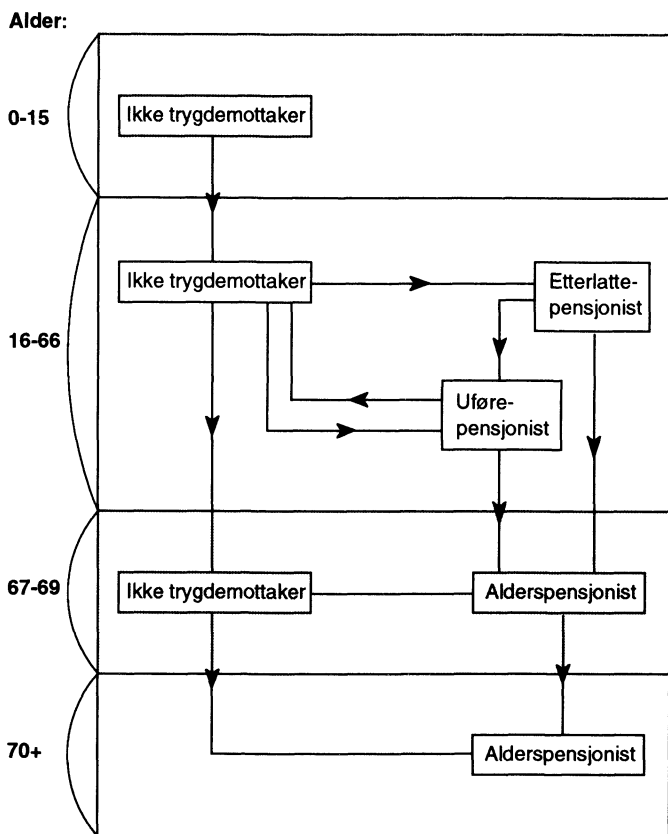 Alder:
0-15
Ikke trygdemottaker
16-66
Ikke trygdemottaker
Etterlatte-
pensjonist
Uføre-
pensjonist
67-69
Ikke trygdemottaker
Alderspensjonist
70+
Alderspensjonist